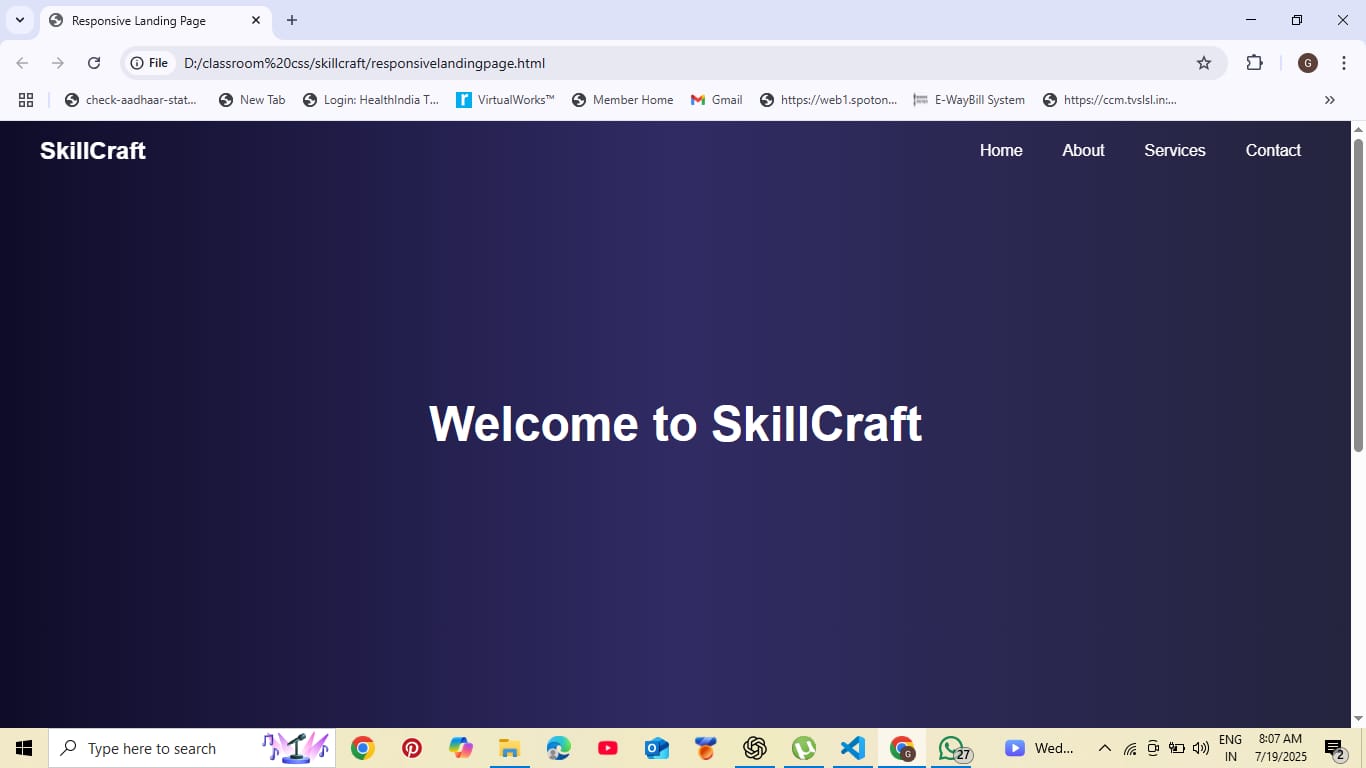 Responsive Landing Page
File D:/classroom%20css/skillcraft/responsivelandingpage.html
G
check-aadhaar-stat... New Tab Login: HealthIndia T... VirtualWorks™ Member Home Gmail https://web1.spoton... E-WayBill System https://ccm.tvslsl.in:... »
SkillCraft Home About Services Contact
Welcome to SkillCraft
Type here to search G 27 Wed... ENG 8:07 AM
IN 7/19/2025 2